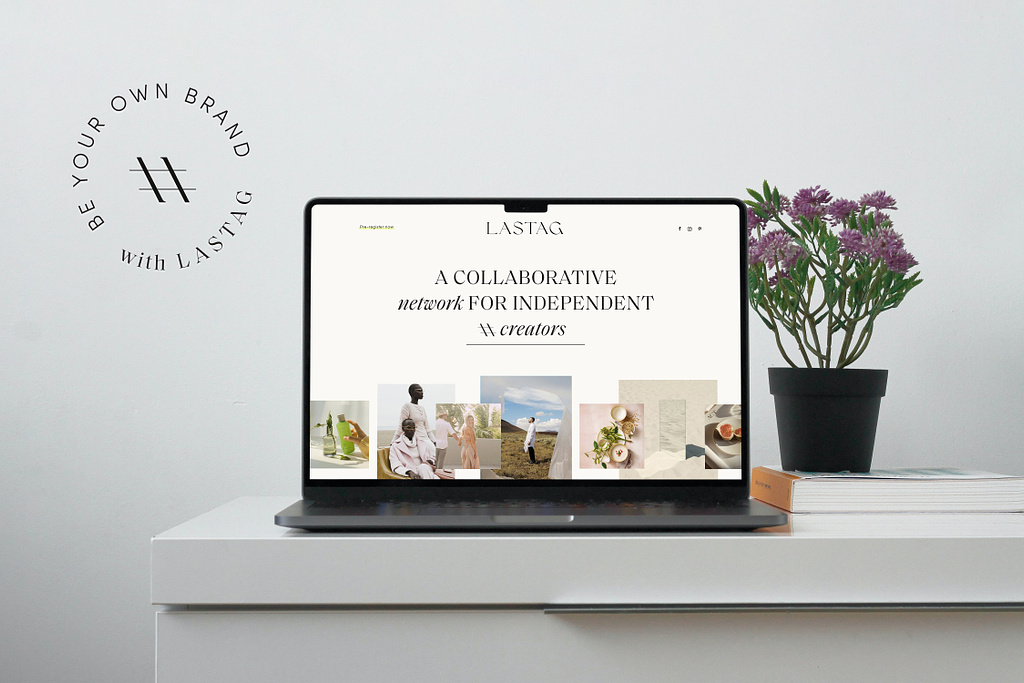 BE YOUR OWN BRAND
with LASTAG
Pre-register now
LASTAG
A COLLABORATIVE
network FOR INDEPENDENT
creators